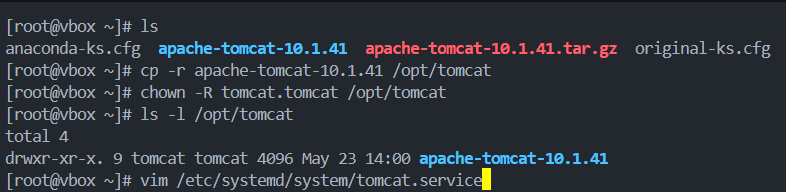 [root@vbox ~]# ls
anaconda-ks.cfg  apache-tomcat-10.1.41  apache-tomcat-10.1.41.tar.gz  original-ks.cfg
[root@vbox ~]# cp -r apache-tomcat-10.1.41 /opt/tomcat
[root@vbox ~]# chown -R tomcat.tomcat /opt/tomcat
[root@vbox ~]# ls -l /opt/tomcat
total 4
drwxr-xr-x. 9 tomcat tomcat 4096 May 23 14:00 apache-tomcat-10.1.41
[root@vbox ~]# vim /etc/systemd/system/tomcat.service